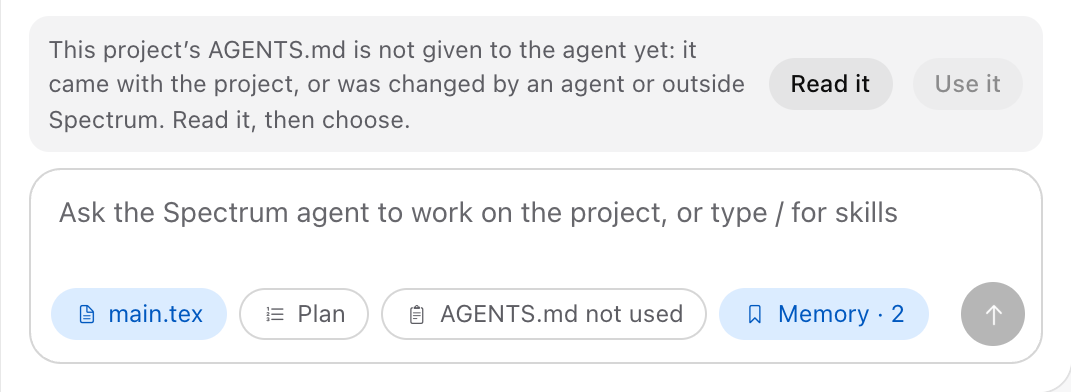 This project’s AGENTS.md is not given to the agent yet: it
came with the project, or was changed by an agent or outside
Spectrum. Read it, then choose.
Read it
Use it
Ask the Spectrum agent to work on the project, or type / for skills
main.tex
Plan
AGENTS.md not used
Memory · 2